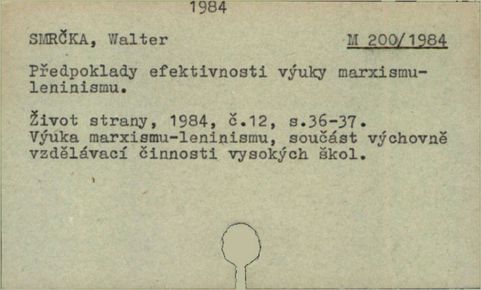 1984
SMRČKA, Walter M 200/1984
Předpoklady efektivnosti výuky marxismu-
leninismu.
Život strany, 1984, č.12, s.36-37.
Výuka marxismu-leninismu, součást výchovně
vzdělávací činnosti vysokých škol.